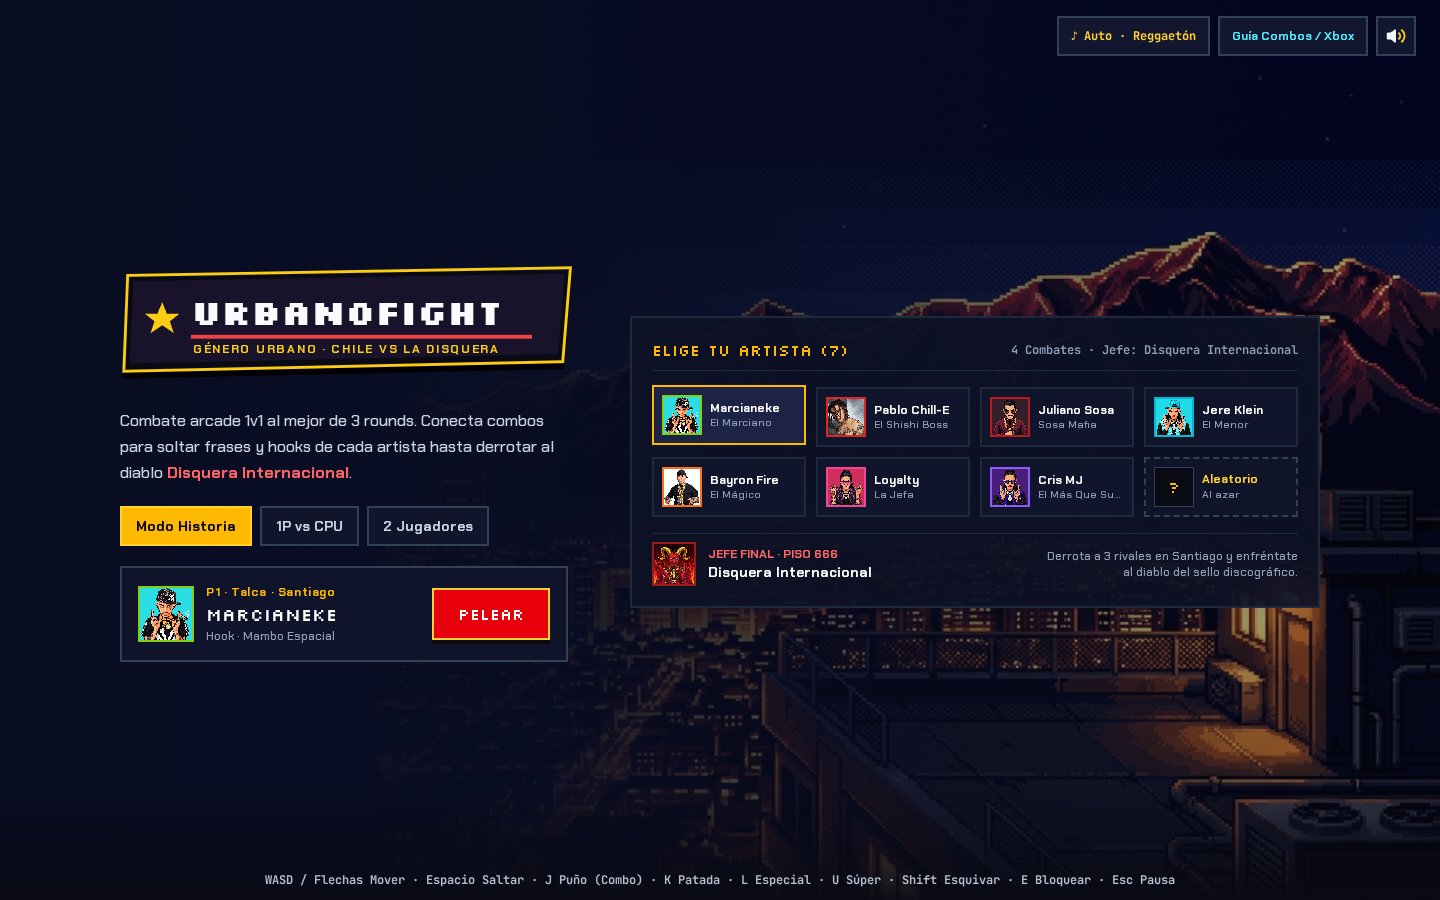 ♪ Auto · Reggaetón
Guía Combos / Xbox
URBANOFIGHT
GÉNERO URBANO · CHILE VS LA DISQUERA
Combate arcade 1v1 al mejor de 3 rounds. Conecta combos
para soltar frases y hooks de cada artista hasta derrotar al
diablo Disquera Internacional.
Modo Historia
1P vs CPU
2 Jugadores
P1 · Talca · Santiago
MARCIANEKE
Hook · Mambo Espacial
PELEAR
ELIGE TU ARTISTA (7)
4 Combates · Jefe: Disquera Internacional
Marcianeke
El Marciano
Pablo Chill-E
El Shishi Boss
Juliano Sosa
Sosa Mafia
Jere Klein
El Menor
Bayron Fire
El Mágico
Loyalty
La Jefa
Cris MJ
El Más Que Su...
?
Aleatorio
Al azar
JEFE FINAL · PISO 666
Disquera Internacional
Derrota a 3 rivales en Santiago y enfréntate
al diablo del sello discográfico.
WASD / Flechas Mover · Espacio Saltar · J Puño (Combo) · K Patada · L Especial · U Súper · Shift Esquivar · E Bloquear · Esc Pausa